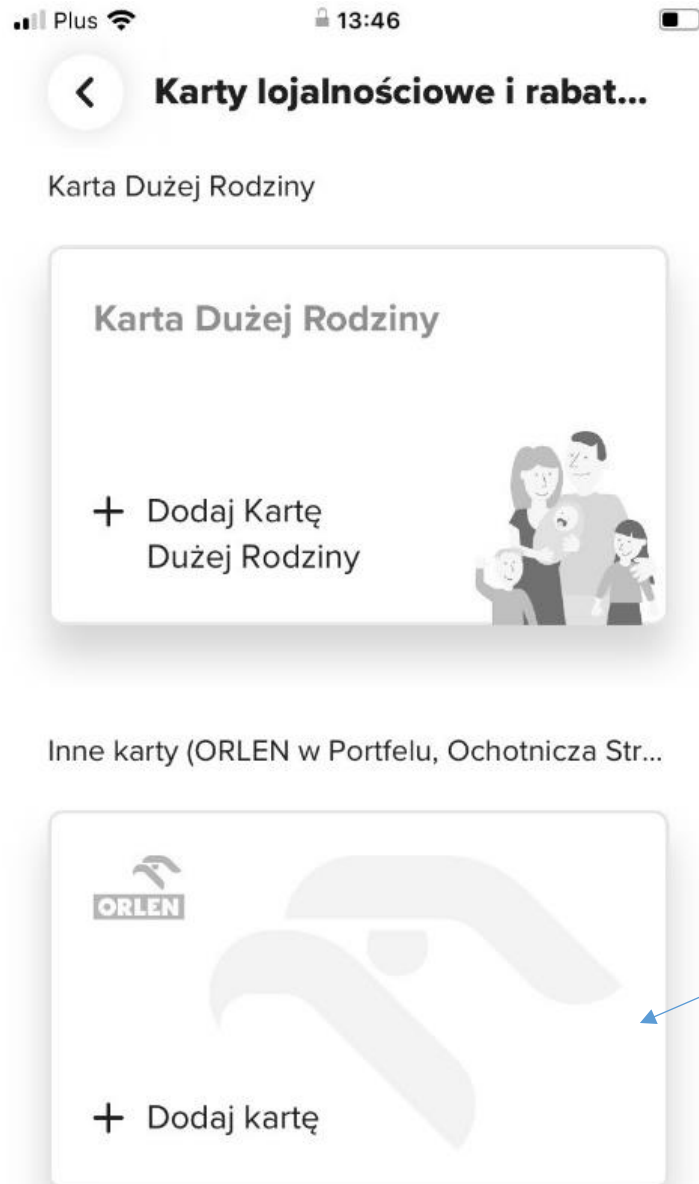 Plus 13:46
Karty lojalnościowe i rabat...
Karta Dużej Rodziny
Karta Dużej Rodziny
+ Dodaj Kartę
Dużej Rodziny
Inne karty (ORLEN w Portfelu, Ochotnicza Str...
ORLEN
+ Dodaj kartę